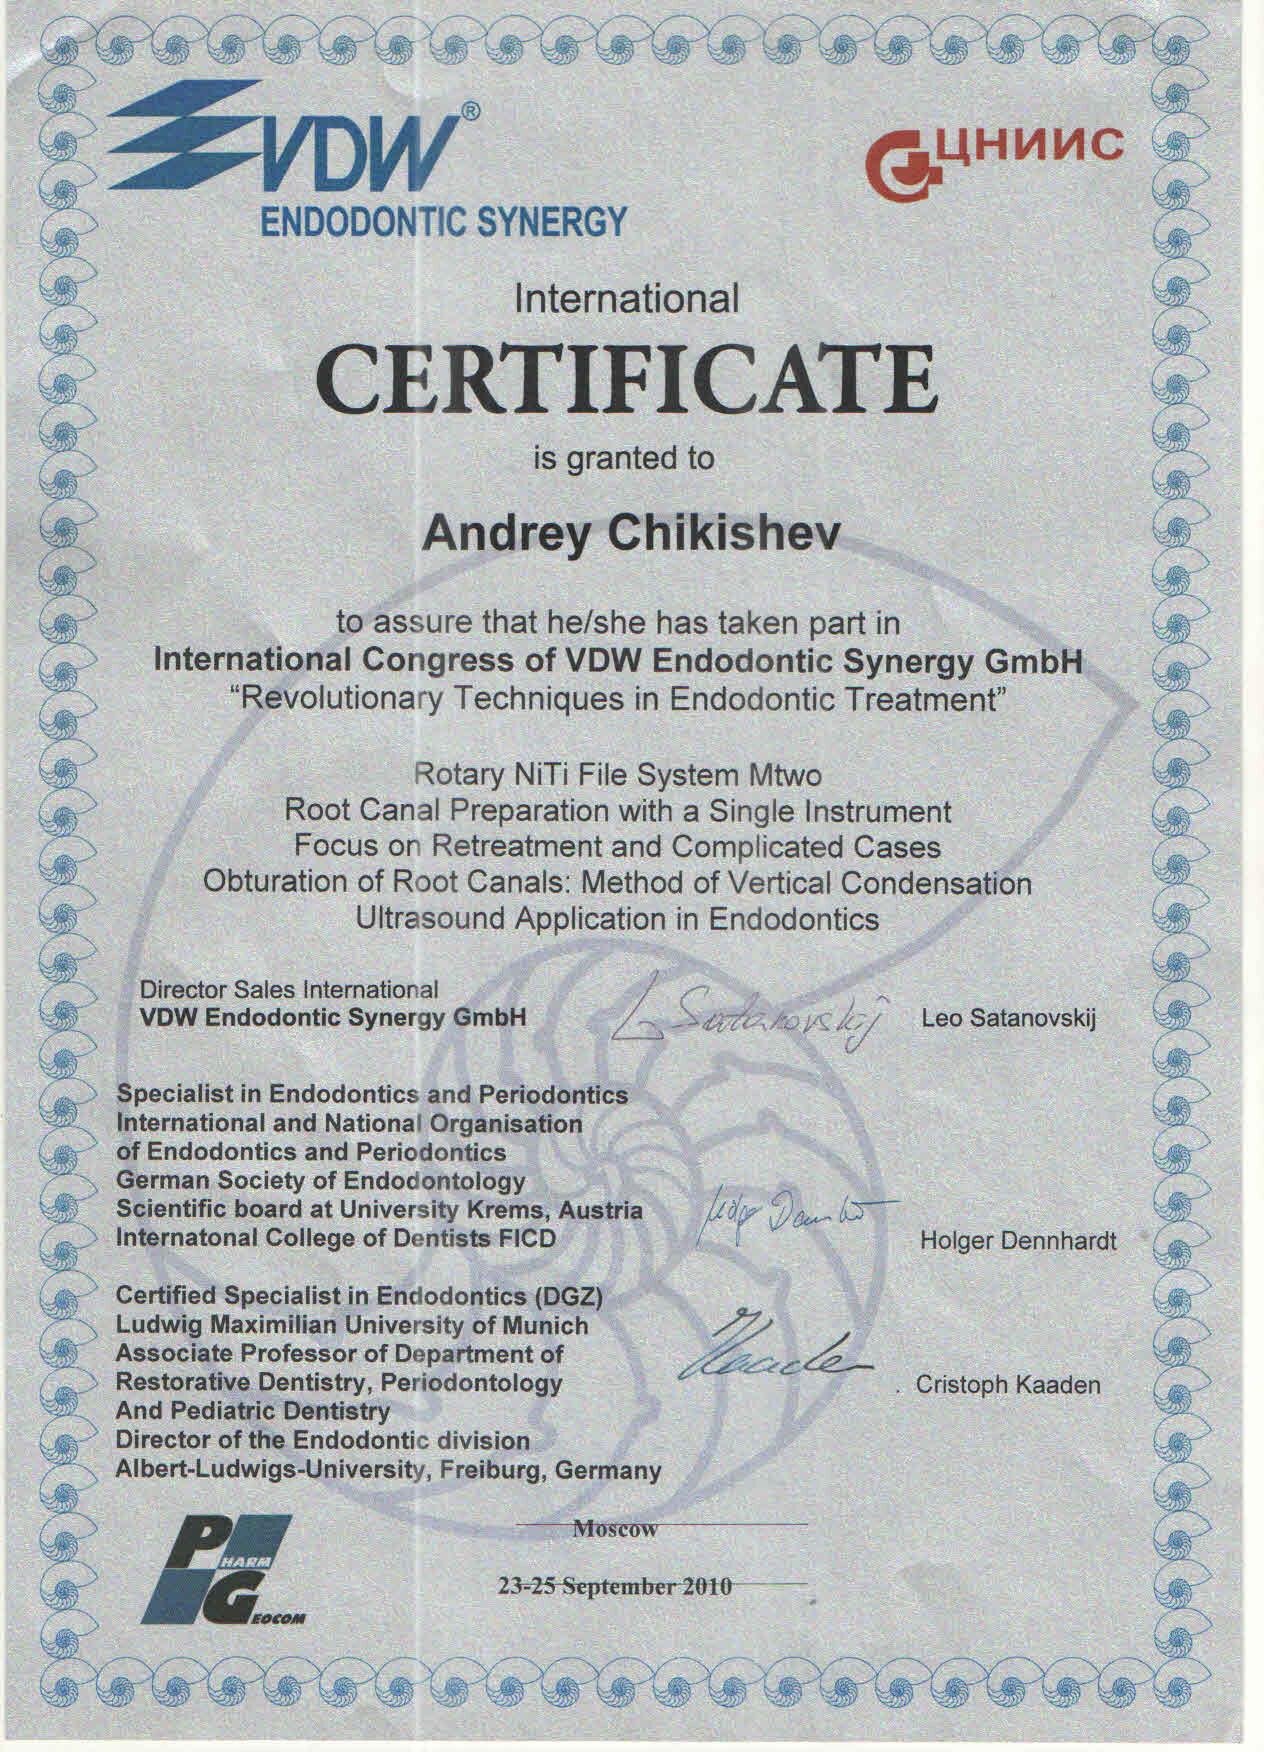 VDW®
ENDODONTIC SYNERGY
ЦНИИС
International
CERTIFICATE
is granted to
Andrey Chikishev
to assure that he/she has taken part in
International Congress of VDW Endodontic Synergy GmbH
“Revolutionary Techniques in Endodontic Treatment”
Rotary NiTi File System Mtwo
Root Canal Preparation with a Single Instrument
Focus on Retreatment and Complicated Cases
Obturation of Root Canals: Method of Vertical Condensation
Ultrasound Application in Endodontics
Director Sales International
VDW Endodontic Synergy GmbH
L Satanovskij
Leo Satanovskij
Specialist in Endodontics and Periodontics
International and National Organisation
of Endodontics and Periodontics
German Society of Endodontology
Scientific board at University Krems, Austria
Internatonal College of Dentists FICD
Holger Dennhardt
Certified Specialist in Endodontics (DGZ)
Ludwig Maximilian University of Munich
Associate Professor of Department of
Restorative Dentistry, Periodontology
And Pediatric Dentistry
Director of the Endodontic division
Albert-Ludwigs-University, Freiburg, Germany
Kaaden
. Cristoph Kaaden
PHARM
GEOCOM
Moscow
23-25 September 2010